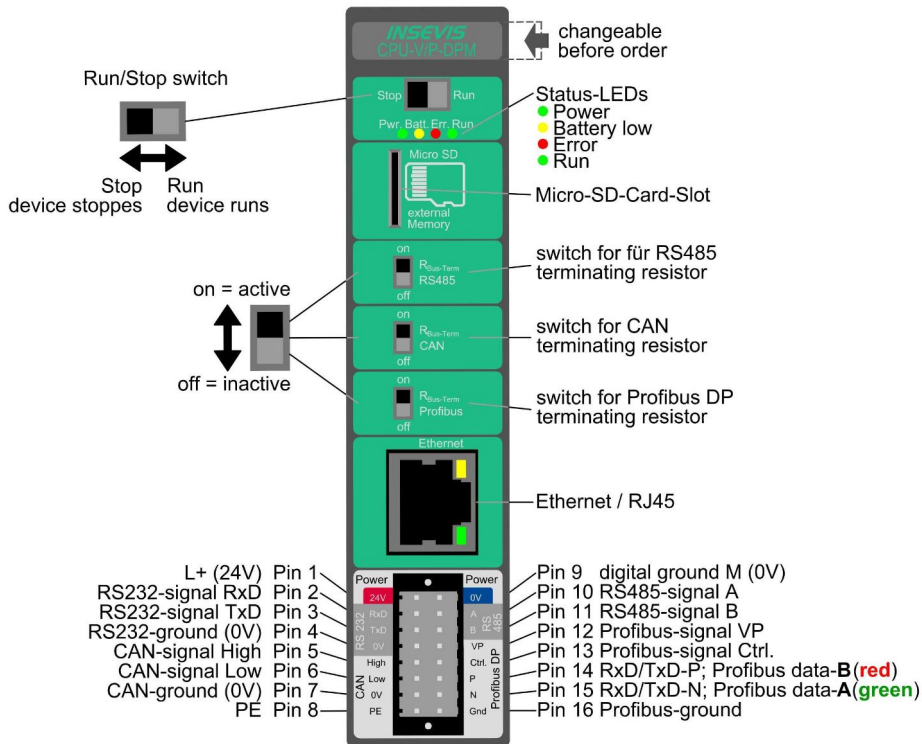 INSEVIS
CPU-V/P-DPM
changeable
before order
Run/Stop switch
Stop
Run
Stop
device stoppes
Run
device runs
Pwr. Batt. Err. Run
Status-LEDs
Power
Battery low
Error
Run
Micro SD
external
Memory
Micro-SD-Card-Slot
on
RBus-Term
RS485
off
switch for für RS485
terminating resistor
on = active
off = inactive
on
RBus-Term
CAN
off
switch for CAN
terminating resistor
on
RBus-Term
Profibus
off
switch for Profibus DP
terminating resistor
Ethernet
Ethernet / RJ45
L+ (24V) Pin 1
RS232-signal RxD Pin 2
RS232-signal TxD Pin 3
RS232-ground (0V) Pin 4
CAN-signal High Pin 5
CAN-signal Low Pin 6
CAN-ground (0V) Pin 7
PE Pin 8
Power
24V
RS 232
RxD
TxD
0V
CAN
High
Low
0V
PE
Power
0V
A
B
RS
485
VP
Ctrl.
P
N
Gnd
Profibus DP
Pin 9 digital ground M (0V)
Pin 10 RS485-signal A
Pin 11 RS485-signal B
Pin 12 Profibus-signal VP
Pin 13 Profibus-signal Ctrl.
Pin 14 RxD/TxD-P; Profibus data-B(red)
Pin 15 RxD/TxD-N; Profibus data-A(green)
Pin 16 Profibus-ground